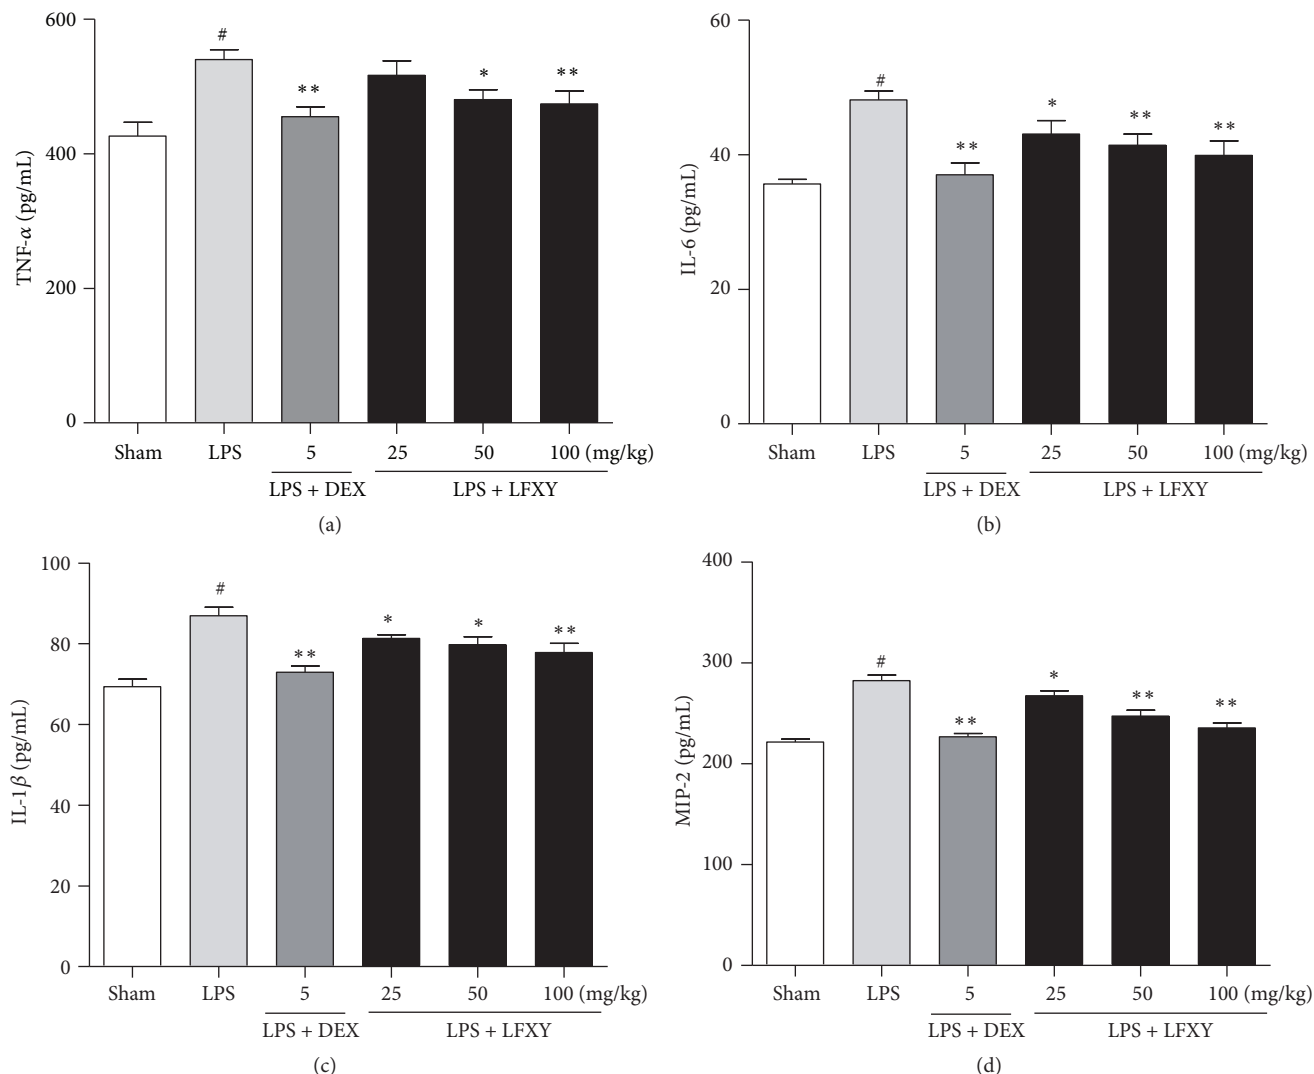 600
400
200
0
TNF-α (pg/mL)
#
**
*
**
Sham LPS 5 25 50 100 (mg/kg)
LPS + DEX LPS + LFXY
(a)
60
40
20
0
IL-6 (pg/mL)
#
**
*
**
**
Sham LPS 5 25 50 100 (mg/kg)
LPS + DEX LPS + LFXY
(b)
100
80
60
40
20
0
IL-1β (pg/mL)
#
**
*
*
**
Sham LPS 5 25 50 100 (mg/kg)
LPS + DEX LPS + LFXY
(c)
400
300
200
100
0
MIP-2 (pg/mL)
#
**
*
**
**
Sham LPS 5 25 50 100 (mg/kg)
LPS + DEX LPS + LFXY
(d)